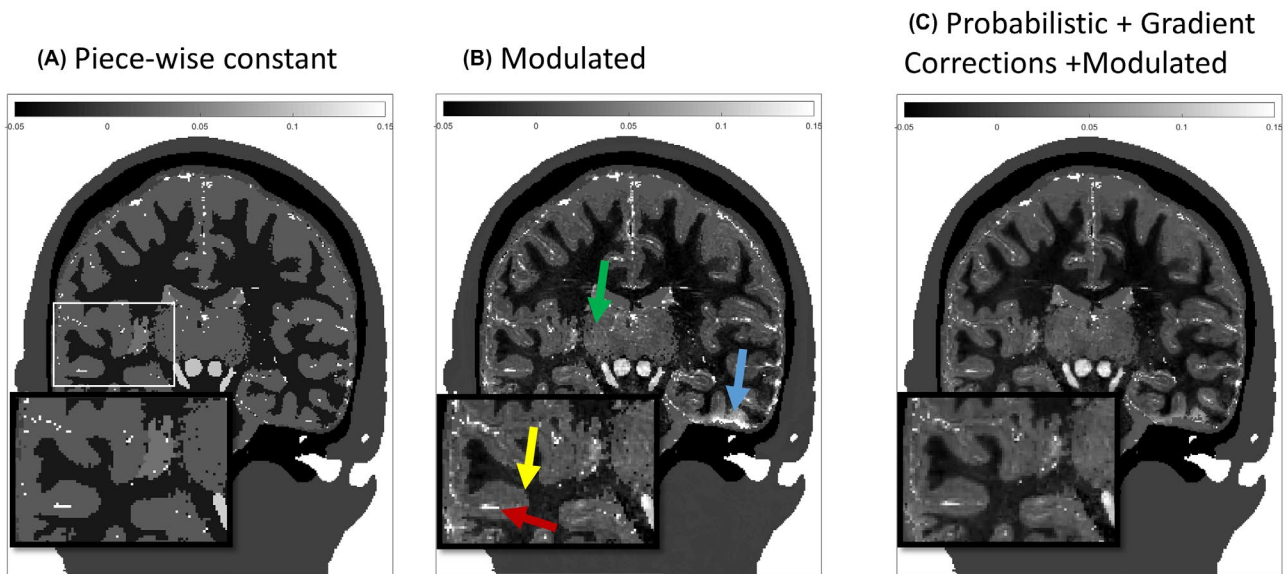 (A) Piece-wise constant
(B) Modulated
(C) Probabilistic + Gradient
Corrections +Modulated
-0.05 0 0.05 0.1 0.15
-0.05 0 0.05 0.1 0.15
-0.05 0 0.05 0.1 0.15